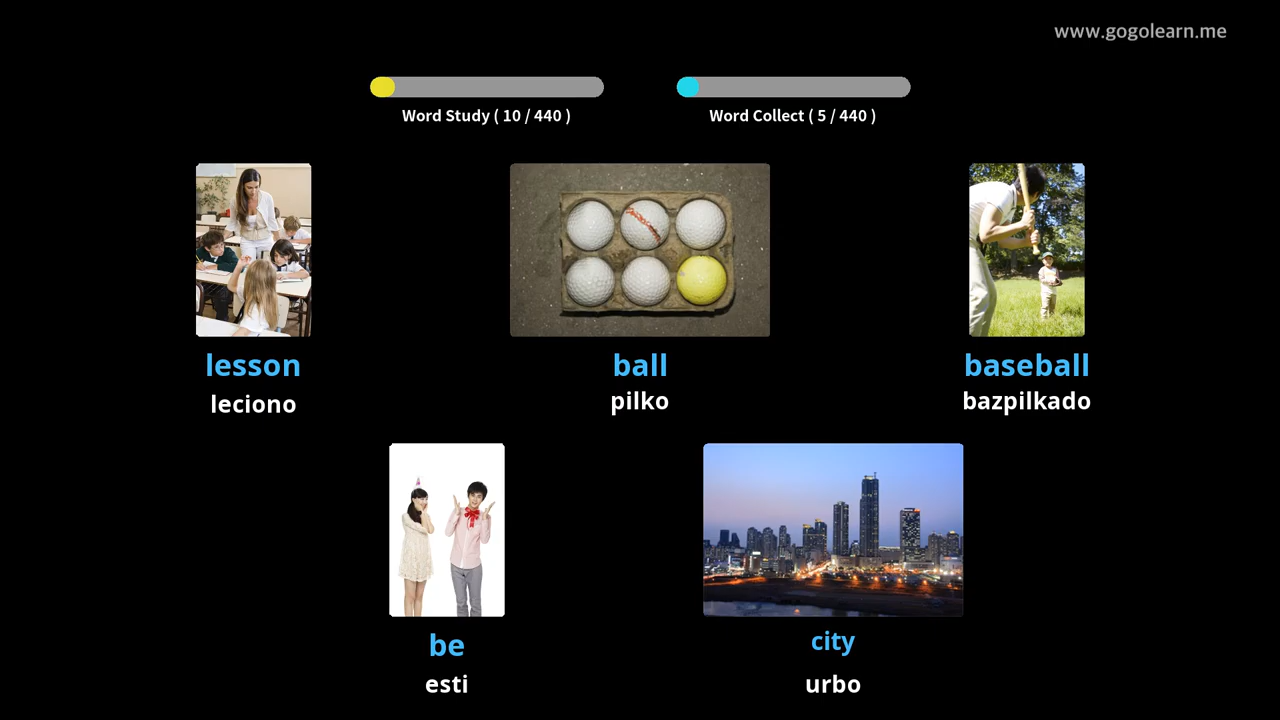 www.gogolearn.me
Word Study ( 10 / 440 )
Word Collect ( 5 / 440 )
lesson
leciono
ball
pilko
baseball
bazpilkado
be
esti
city
urbo